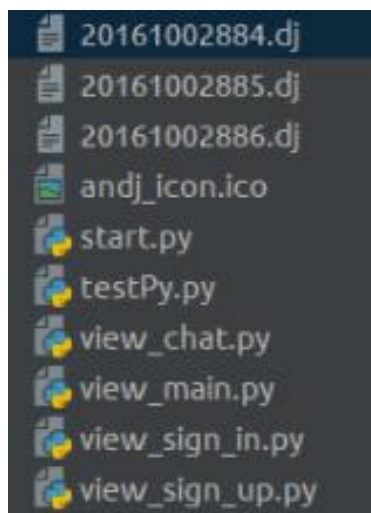 20161002884.dj
20161002885.dj
20161002886.dj
andj_icon.ico
start.py
testPy.py
view_chat.py
view_main.py
view_sign_in.py
view_sign_up.py